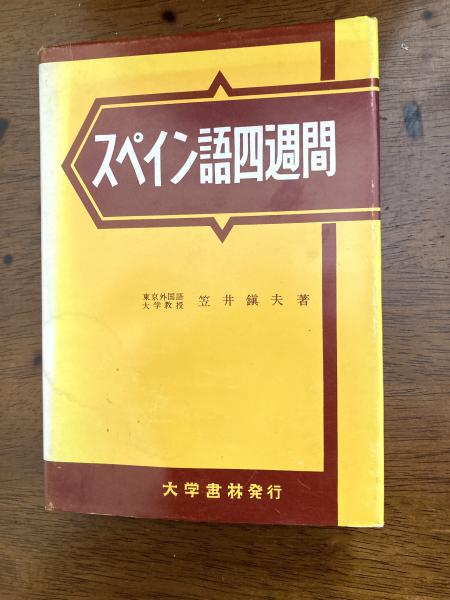 スペイン語四週間
東京外国語
大学教授
笠井鎭夫著
大学書林発行